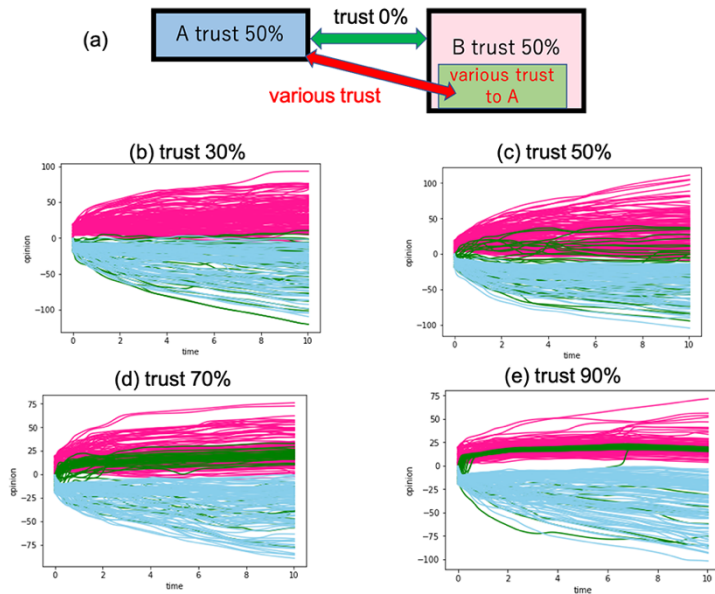 (a)
A trust 50%
trust 0%
B trust 50%
various trust
various trust
to A
(b) trust 30%
100
50
0
−50
−100
opinion
0
2
4
6
8
10
time
(c) trust 50%
100
50
0
−50
−100
opinion
0
2
4
6
8
10
time
(d) trust 70%
75
50
25
0
−25
−50
−75
opinion
0
2
4
6
8
10
time
(e) trust 90%
75
50
25
0
−25
−50
−75
−100
opinion
0
2
4
6
8
10
time